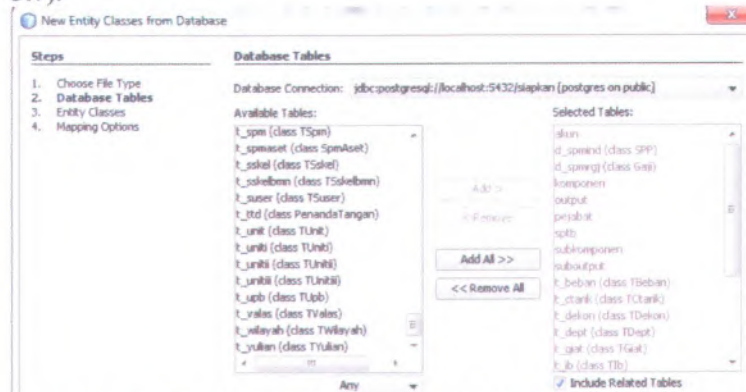 New Entity Classes from Database
Steps
1. Choose File Type
2. Database Tables
3. Entity Classes
4. Mapping Options
Database Tables
Database Connection: jdbc:postgresql://localhost:5432/siapkan [postgres on public]
Available Tables:
t_spm (class TSpm)
t_spmaset (class SpmAset)
t_sskel (class TSskel)
t_sskelbmn (class TSskelbmn)
t_suser (class TSuser)
t_ttd (class PenandaTangan)
t_unit (class TUnit)
t_uniti (class TUniti)
t_unitii (class TUnitii)
t_unitiii (class TUnitiii)
t_upb (class TUpb)
t_valas (class TValas)
t_wilayah (class TWilayah)
t_yulian (class TYulian)
Any
Add >
< Remove
Add All >>
<< Remove All
Selected Tables:
akun
d_spmind (class SPP)
d_spmrgj (class Gaji)
komponen
output
pejabat
sptb
subkomponen
suboutput
t_beban (class TBeban)
t_ctarik (class TCtarik)
t_dekon (class TDekon)
t_dept (class TDept)
t_giat (class TGiat)
t_ib (class TIb)
Include Related Tables